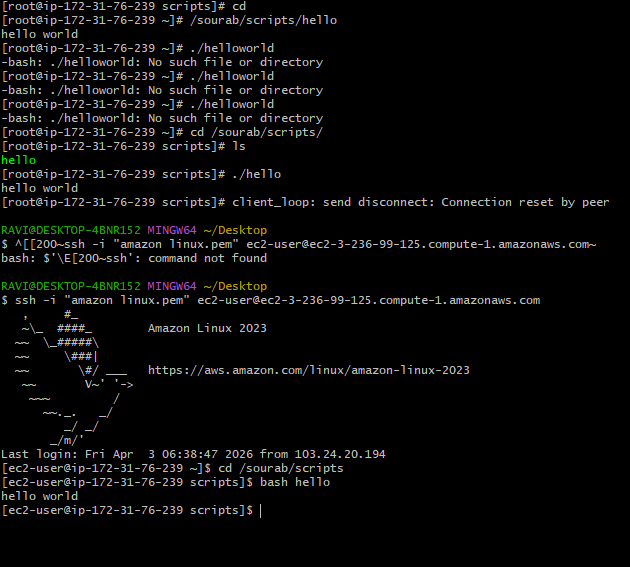 [root@ip-172-31-76-239 scripts]# cd
[root@ip-172-31-76-239 ~]# /sourab/scripts/hello
hello world
[root@ip-172-31-76-239 ~]# ./helloworld
-bash: ./helloworld: No such file or directory
[root@ip-172-31-76-239 ~]# ./helloworld
-bash: ./helloworld: No such file or directory
[root@ip-172-31-76-239 ~]# ./helloworld
-bash: ./helloworld: No such file or directory
[root@ip-172-31-76-239 ~]# cd /sourab/scripts/
[root@ip-172-31-76-239 scripts]# ls
hello
[root@ip-172-31-76-239 scripts]# ./hello
hello world
[root@ip-172-31-76-239 scripts]# client_loop: send disconnect: Connection reset by peer

RAVI@DESKTOP-4BNR152 MINGW64 ~/Desktop
$ ^[[200~ssh -i "amazon linux.pem" ec2-user@ec2-3-236-99-125.compute-1.amazonaws.com~
bash: $'\E[200~ssh': command not found

RAVI@DESKTOP-4BNR152 MINGW64 ~/Desktop
$ ssh -i "amazon linux.pem" ec2-user@ec2-3-236-99-125.compute-1.amazonaws.com
   ,     #_
   ~\_  ####_        Amazon Linux 2023
  ~~  \_#####\
  ~~     \###|
  ~~       \#/ ___   https://aws.amazon.com/linux/amazon-linux-2023
   ~~       V~' '->
    ~~~         /
      ~~._.   _/
         _/ _/
       _/m/'
Last login: Fri Apr  3 06:38:47 2026 from 103.24.20.194
[ec2-user@ip-172-31-76-239 ~]$ cd /sourab/scripts
[ec2-user@ip-172-31-76-239 scripts]$ bash hello
hello world
[ec2-user@ip-172-31-76-239 scripts]$